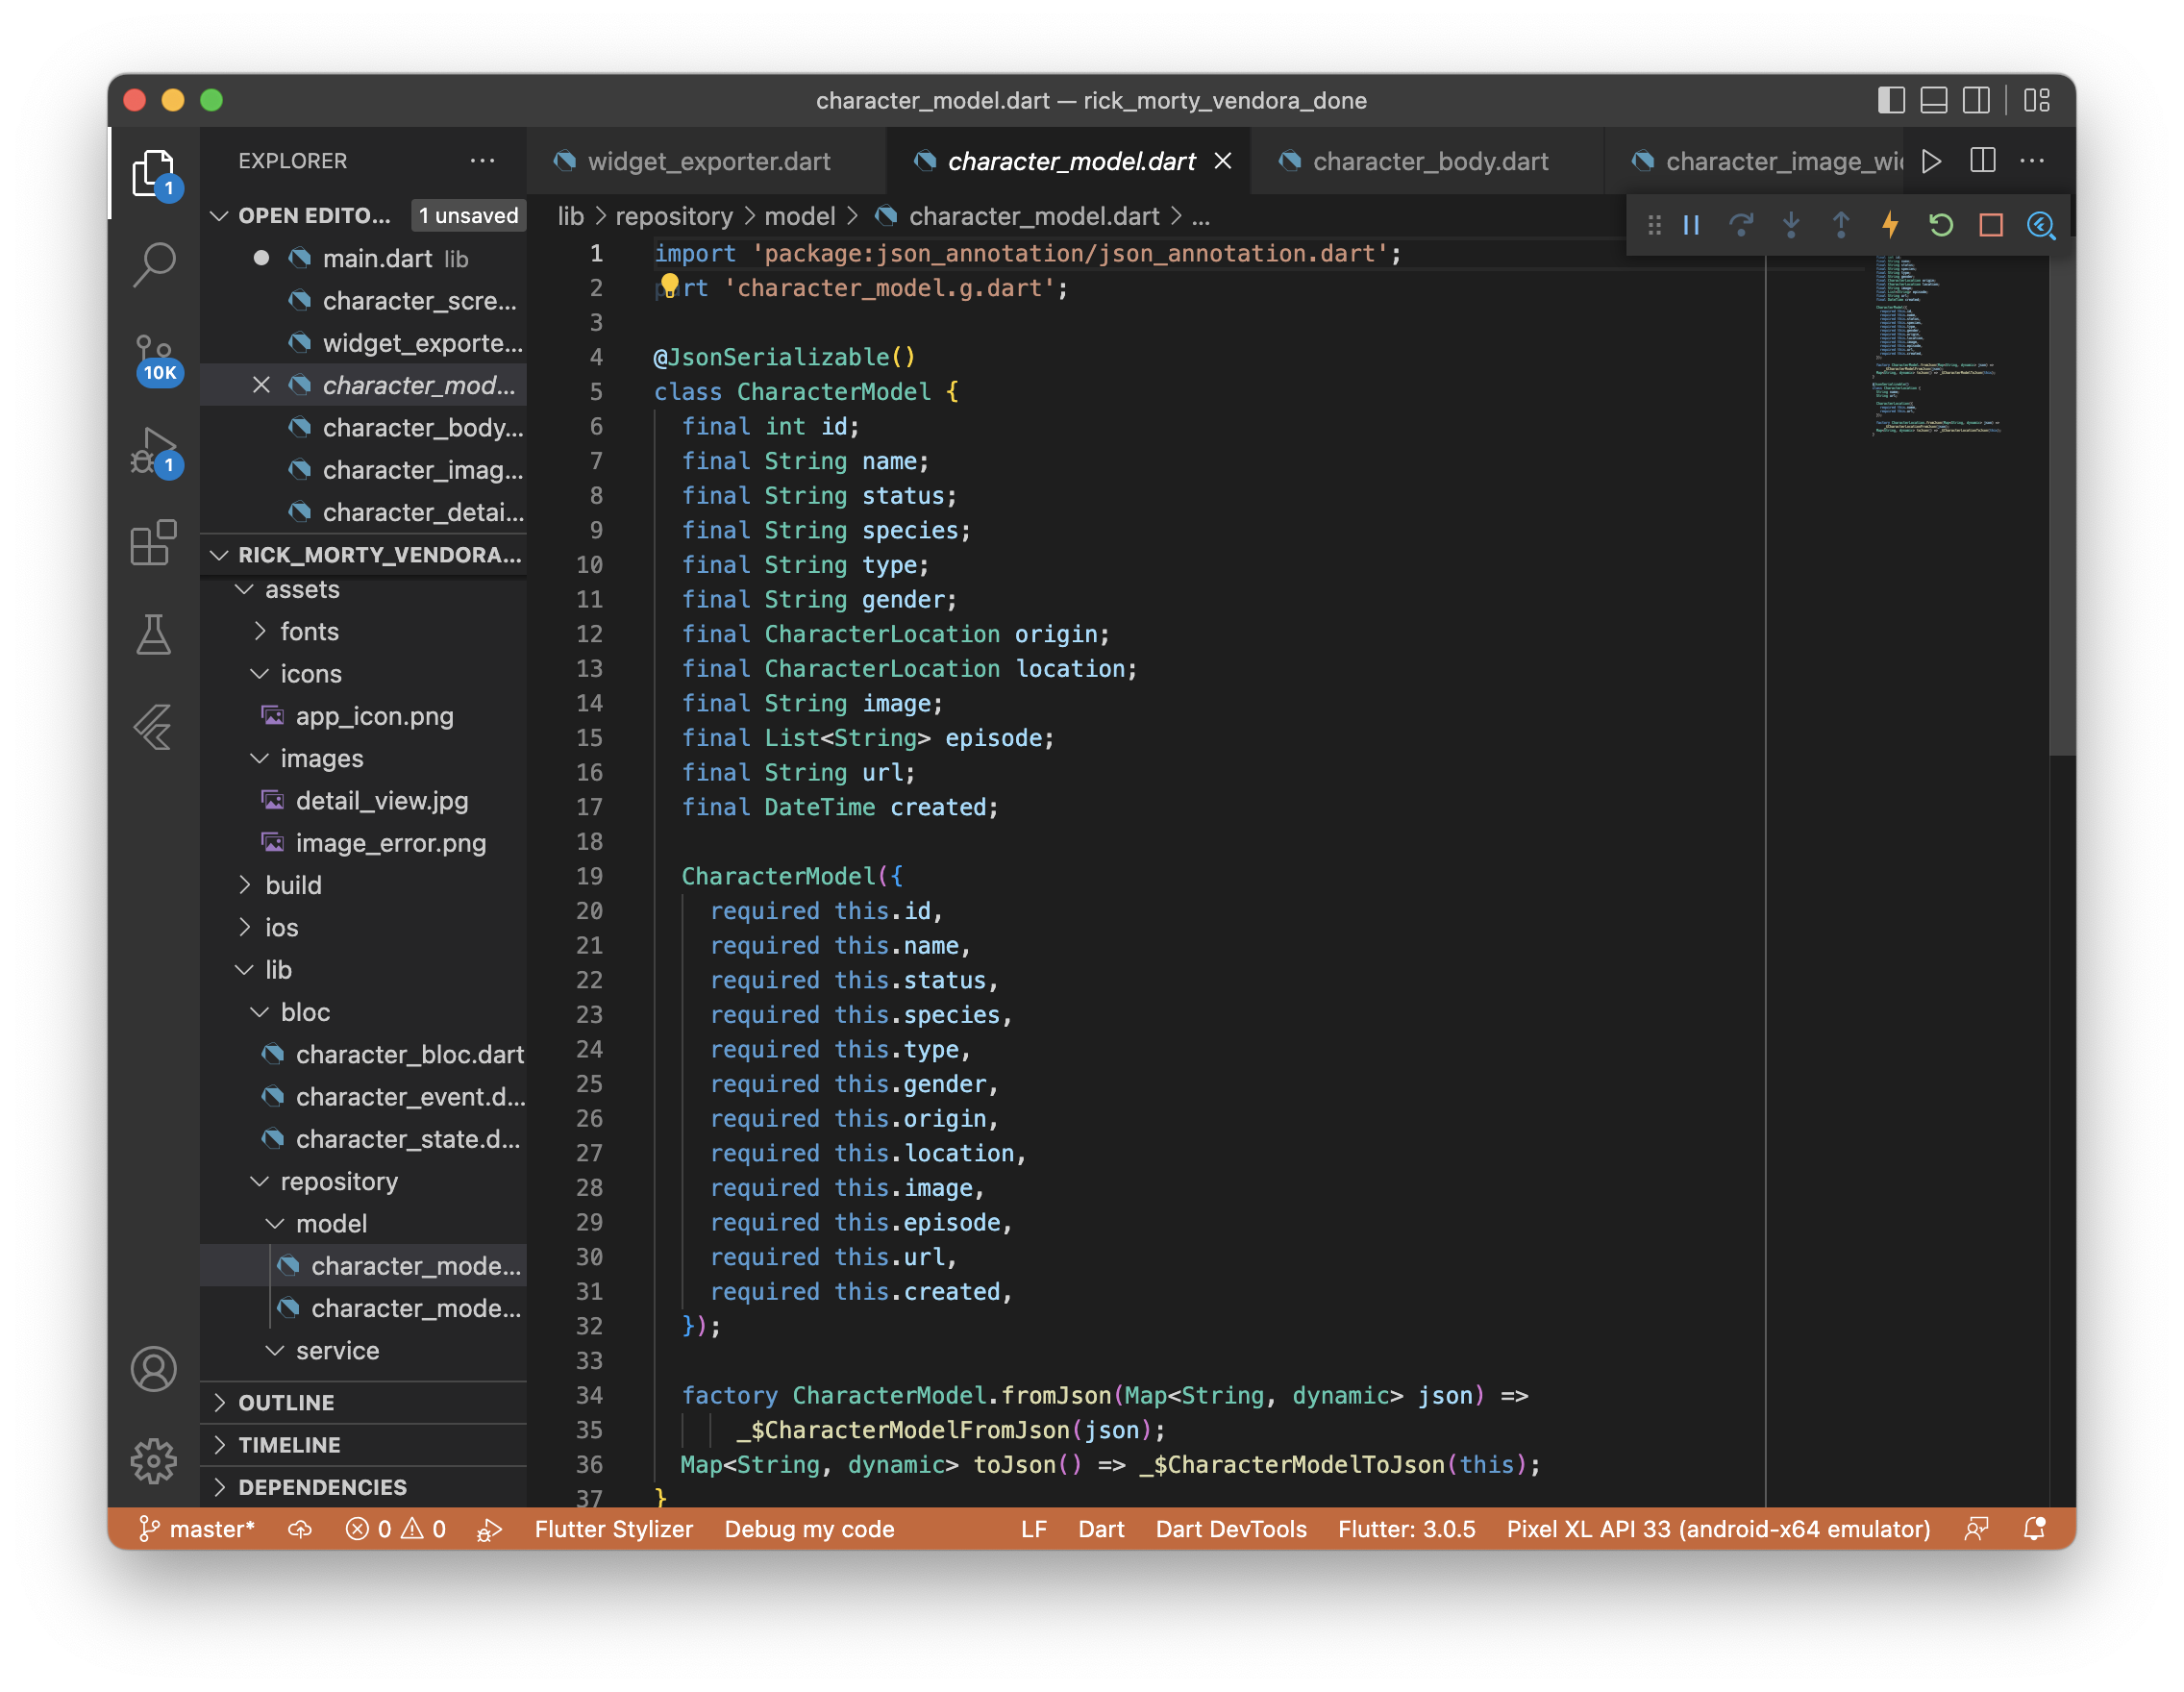 character_model.dart — rick_morty_vendora_done
EXPLORER
1
OPEN EDITO... 1 unsaved
main.dart lib
character_scre...
widget_exporte...
10K
character_mod...
character_body...
1
character_imag...
character_detai...
RICK_MORTY_VENDORA...
assets
fonts
icons
app_icon.png
images
detail_view.jpg
image_error.png
build
ios
lib
bloc
character_bloc.dart
character_event.d...
character_state.d...
repository
model
character_mode...
character_mode...
service
OUTLINE
TIMELINE
DEPENDENCIES
widget_exporter.dart character_model.dart character_body.dart character_image_wi
lib > repository > model > character_model.dart > ...
1 import 'package:json_annotation/json_annotation.dart';
2 part 'character_model.g.dart';
3
4 @JsonSerializable()
5 class CharacterModel {
6 final int id;
7 final String name;
8 final String status;
9 final String species;
10 final String type;
11 final String gender;
12 final CharacterLocation origin;
13 final CharacterLocation location;
14 final String image;
15 final List<String> episode;
16 final String url;
17 final DateTime created;
18
19 CharacterModel({
20 required this.id,
21 required this.name,
22 required this.status,
23 required this.species,
24 required this.type,
25 required this.gender,
26 required this.origin,
27 required this.location,
28 required this.image,
29 required this.episode,
30 required this.url,
31 required this.created,
32 });
33
34 factory CharacterModel.fromJson(Map<String, dynamic> json) =>
35 _$CharacterModelFromJson(json);
36 Map<String, dynamic> toJson() => _$CharacterModelToJson(this);
37 }
master* 0 0 Flutter Stylizer Debug my code LF Dart Dart DevTools Flutter: 3.0.5 Pixel XL API 33 (android-x64 emulator)